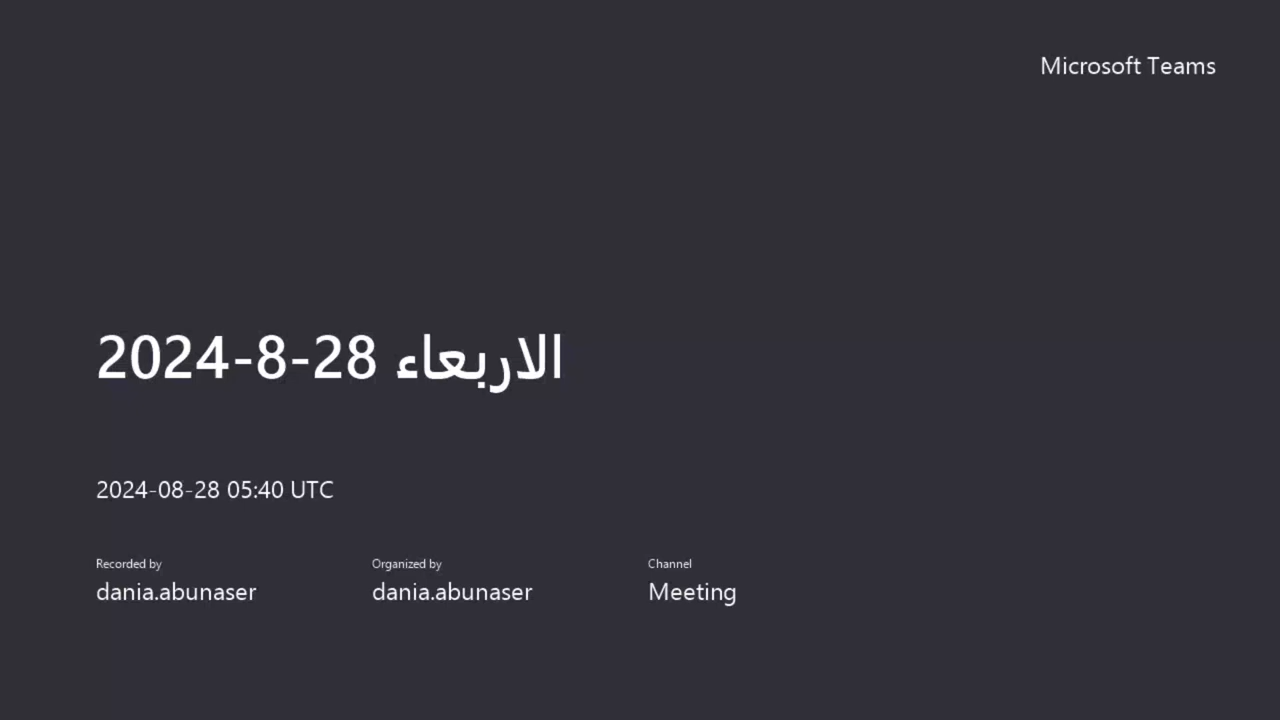 Microsoft Teams
الاربعاء 28-8-2024
2024-08-28 05:40 UTC
Recorded by
dania.abunaser
Organized by
dania.abunaser
Channel
Meeting